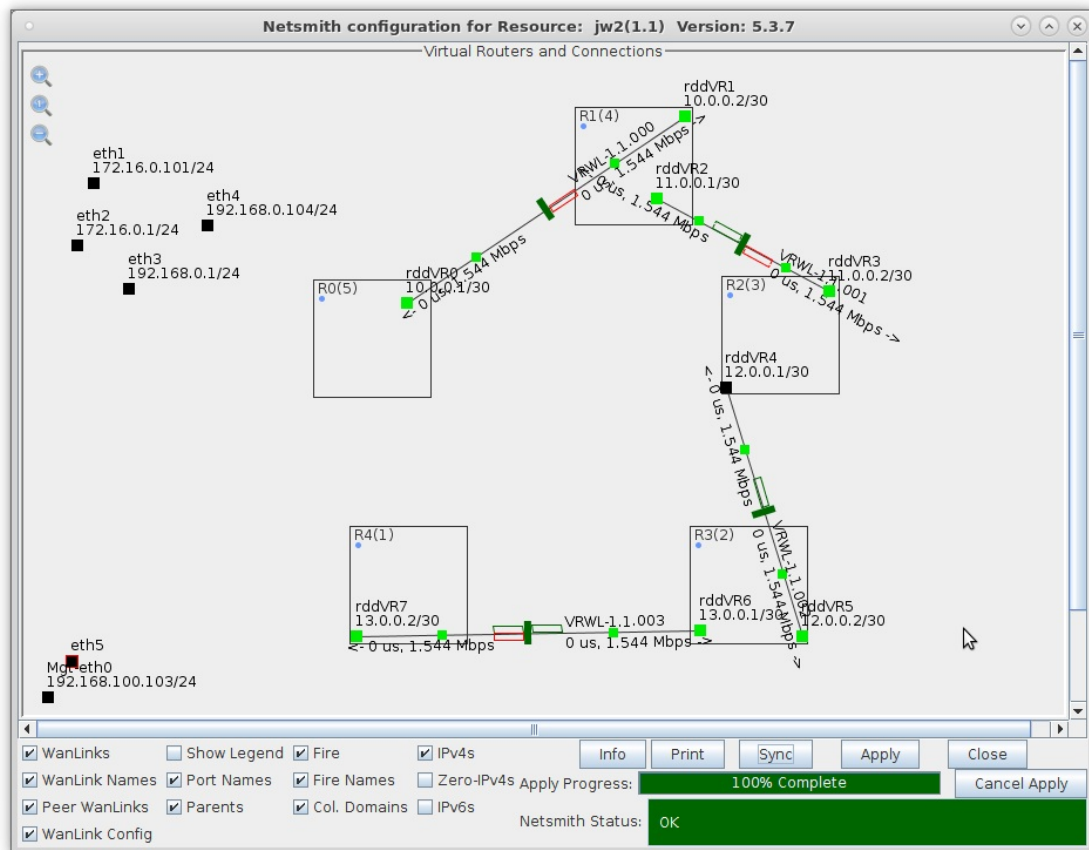 Netsmith configuration for Resource: jw2(1.1) Version: 5.3.7
Virtual Routers and Connections
rddVR1
10.0.0.2/30
R1(4)
VRWL-1.1.000
0 us, 1.544 Mbps ->
eth1
172.16.0.101/24
rddVR2
11.0.0.1/30
<- 0 us, 1.544 Mbps
eth4
192.168.0.104/24
eth2
172.16.0.1/24
eth3
192.168.0.1/24
rddVR3
11.0.0.2/30
VRWL-1.1.001
0 us, 1.544 Mbps ->
rddVR0
10.0.0.1/30
<- 0 us, 1.544 Mbps
R0(5)
R2(3)
rddVR4
12.0.0.1/30
<- 0 us, 1.544 Mbps
R4(1)
R3(2)
VRWL-1.1.002
0 us, 1.544 Mbps ->
rddVR7
13.0.0.2/30
rddVR6
13.0.0.1/30
rddVR5
12.0.0.2/30
VRWL-1.1.003
<- 0 us, 1.544 Mbps
0 us, 1.544 Mbps ->
eth5
Mgt-eth0
192.168.100.103/24
WanLinks Show Legend Fire IPv4s Info Print Sync Apply Close
WanLink Names Port Names Fire Names Zero-IPv4s Apply Progress: 100% Complete Cancel Apply
Peer WanLinks Parents Col. Domains IPv6s
WanLink Config
Netsmith Status: OK